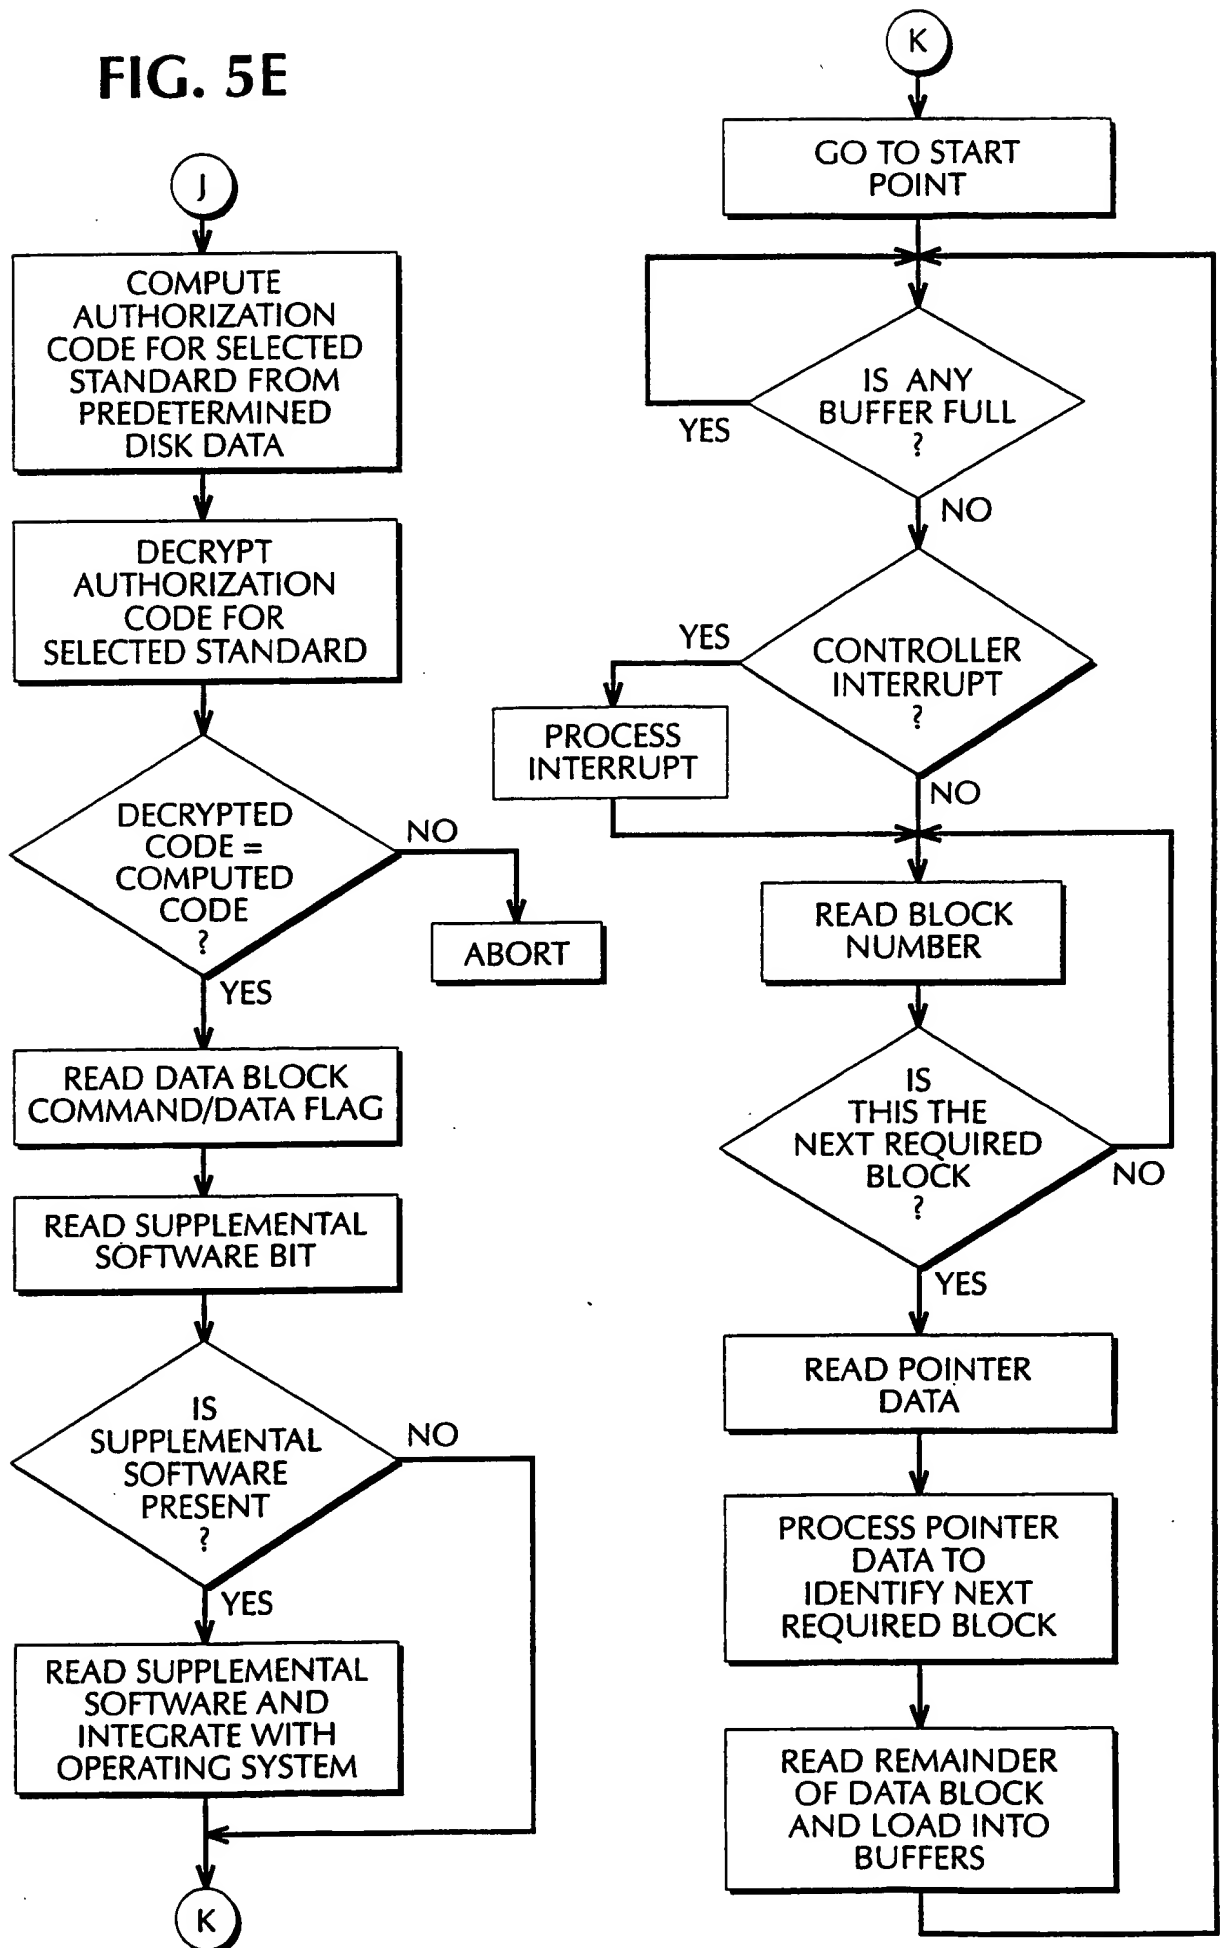 FIG. 5E
J
COMPUTE
AUTHORIZATION
CODE FOR SELECTED
STANDARD FROM
PREDETERMINED
DISK DATA
DECRYPT
AUTHORIZATION
CODE FOR
SELECTED STANDARD
DECRYPTED
CODE =
COMPUTED
CODE
?
NO
ABORT
YES
READ DATA BLOCK
COMMAND/DATA FLAG
READ SUPPLEMENTAL
SOFTWARE BIT
IS
SUPPLEMENTAL
SOFTWARE
PRESENT
?
NO
YES
READ SUPPLEMENTAL
SOFTWARE AND
INTEGRATE WITH
OPERATING SYSTEM
K
K
GO TO START
POINT
IS ANY
BUFFER FULL
?
YES
NO
CONTROLLER
INTERRUPT
?
YES
PROCESS
INTERRUPT
NO
READ BLOCK
NUMBER
IS
THIS THE
NEXT REQUIRED
BLOCK
?
NO
YES
READ POINTER
DATA
PROCESS POINTER
DATA TO
IDENTIFY NEXT
REQUIRED BLOCK
READ REMAINDER
OF DATA BLOCK
AND LOAD INTO
BUFFERS